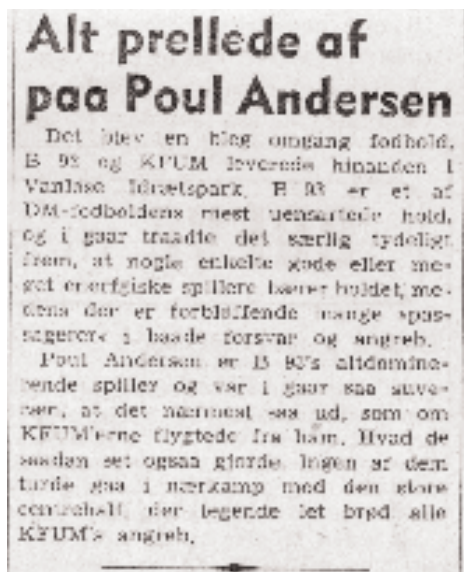 Alt prellede af
paa Poul Andersen
Det blev en bleg omgang fodbold,
B 93 og KFUM leverede hinanden i
Vanløse Idrætspark. B 93 er et af
DM-fodboldens mest uensartede hold,
og i gaar traadte det særlig tydeligt
frem, at nogle enkelte gode eller me-
get energiske spillere bærer holdet, me-
dens der er forbløffende mange »pas-
sagerer« i baade forsvar og angreb.
Poul Andersen er B 93's altdomine-
rende spiller og var i gaar saa suve-
ræn, at det nærmest saa ud, som om
KFUM'erne flygtede fra ham. Hvad de
saadan set ogsaa gjorde. Ingen af dem
turde gaa i nærkamp med den store
centrehalf, der legende let brød alle
KFUM's angreb.